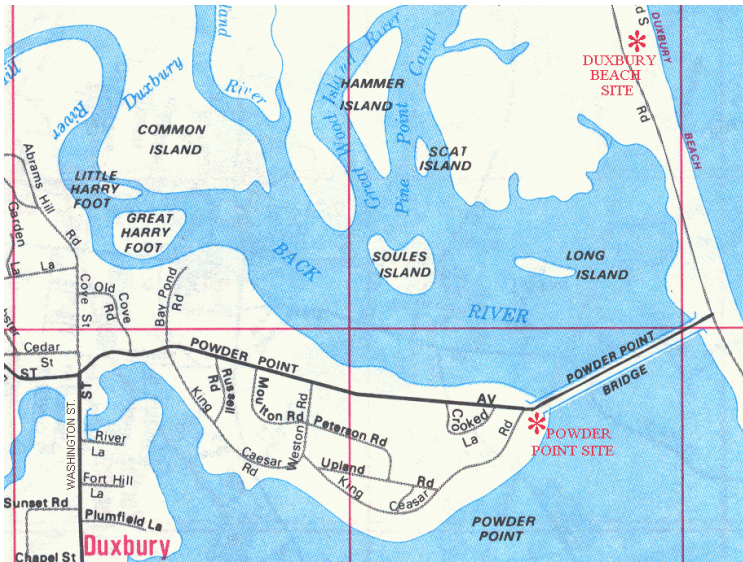 Duxbury
River
River
HAMMER
ISLAND
Great Wood Island River
Pine Point Canal
Great
COMMON
ISLAND
SCAT
ISLAND
LITTLE
HARRY
FOOT
GREAT
HARRY
FOOT
SOULES
ISLAND
LONG
ISLAND
BACK
RIVER
DUXBURY
BEACH
DUXBURY
BEACH
SITE
Rd
Abrams Hill
Rd
Garden
La
La
Cove St
Old Cove
Rd
Bay Pond
Rd
Cedar
St
ST
ST
WASHINGTON ST.
POWDER POINT
AV
POWDER POINT
BRIDGE
POWDER
POINT SITE
King
Caesar
Rd
Russell
Rd
Moulton Rd
Weston Rd
Peterson Rd
Upland
Rd
King
Ceasar
Rd
Crooked
La
River
La
Fort Hill
La
Sunset Rd
Plumfield La
Duxbury
Chapel St
POWDER
POINT